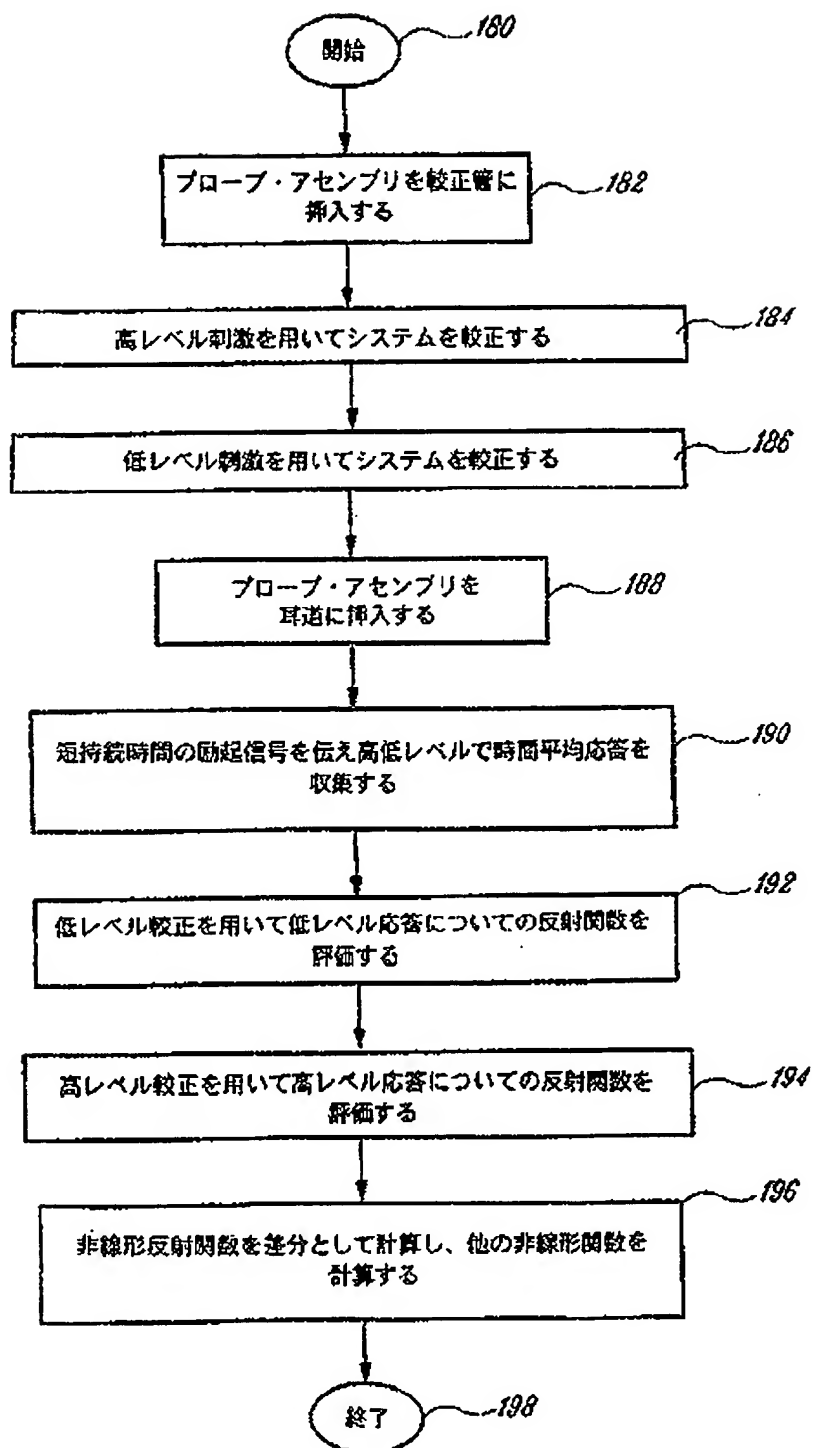 開始
180
プローブ・アセンブリを較正管に
挿入する
182
高レベル刺激を用いてシステムを較正する
184
低レベル刺激を用いてシステムを較正する
186
プローブ・アセンブリを
耳道に挿入する
188
短持続時間の励起信号を伝え高低レベルで時間平均応答を
収集する
190
低レベル較正を用いて低レベル応答についての反射関数を
評価する
192
高レベル較正を用いて高レベル応答についての反射関数を
評価する
194
非線形反射関数を差分として計算し、他の非線形関数を
計算する
196
終了
198